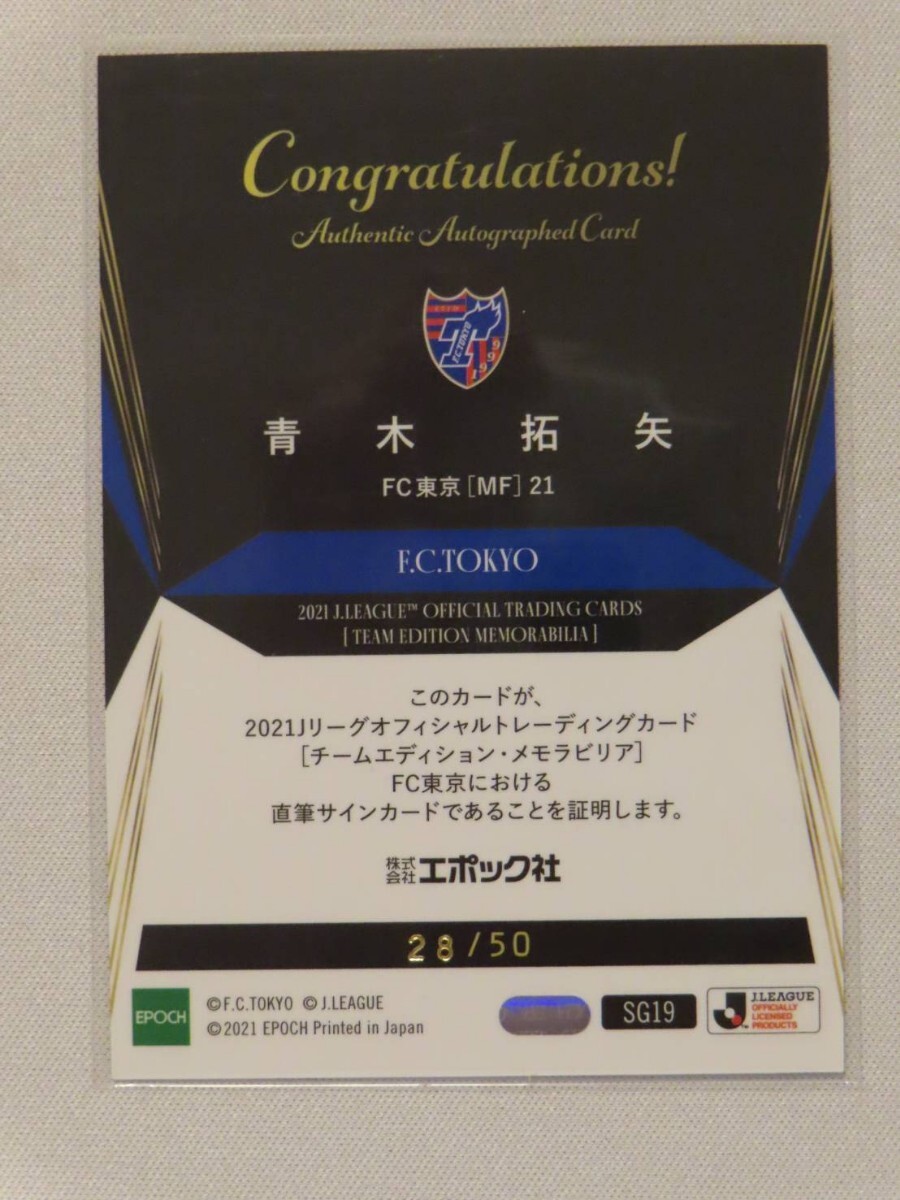 Congratulations!
Authentic Autographed Card
FC TOKYO
1999
青木 拓矢
FC東京［MF］21
F.C.TOKYO
2021 J.LEAGUE™ OFFICIAL TRADING CARDS
[ TEAM EDITION MEMORABILIA ]
このカードが、
2021Jリーグオフィシャルトレーディングカード
［チームエディション・メモラビリア］
FC東京における
直筆サインカードであることを証明します。
株式会社エポック社
28/50
EPOCH
©F.C.TOKYO ©J.LEAGUE
©2021 EPOCH Printed in Japan
SG19
J.LEAGUE
OFFICIALLY
LICENSED
PRODUCTS